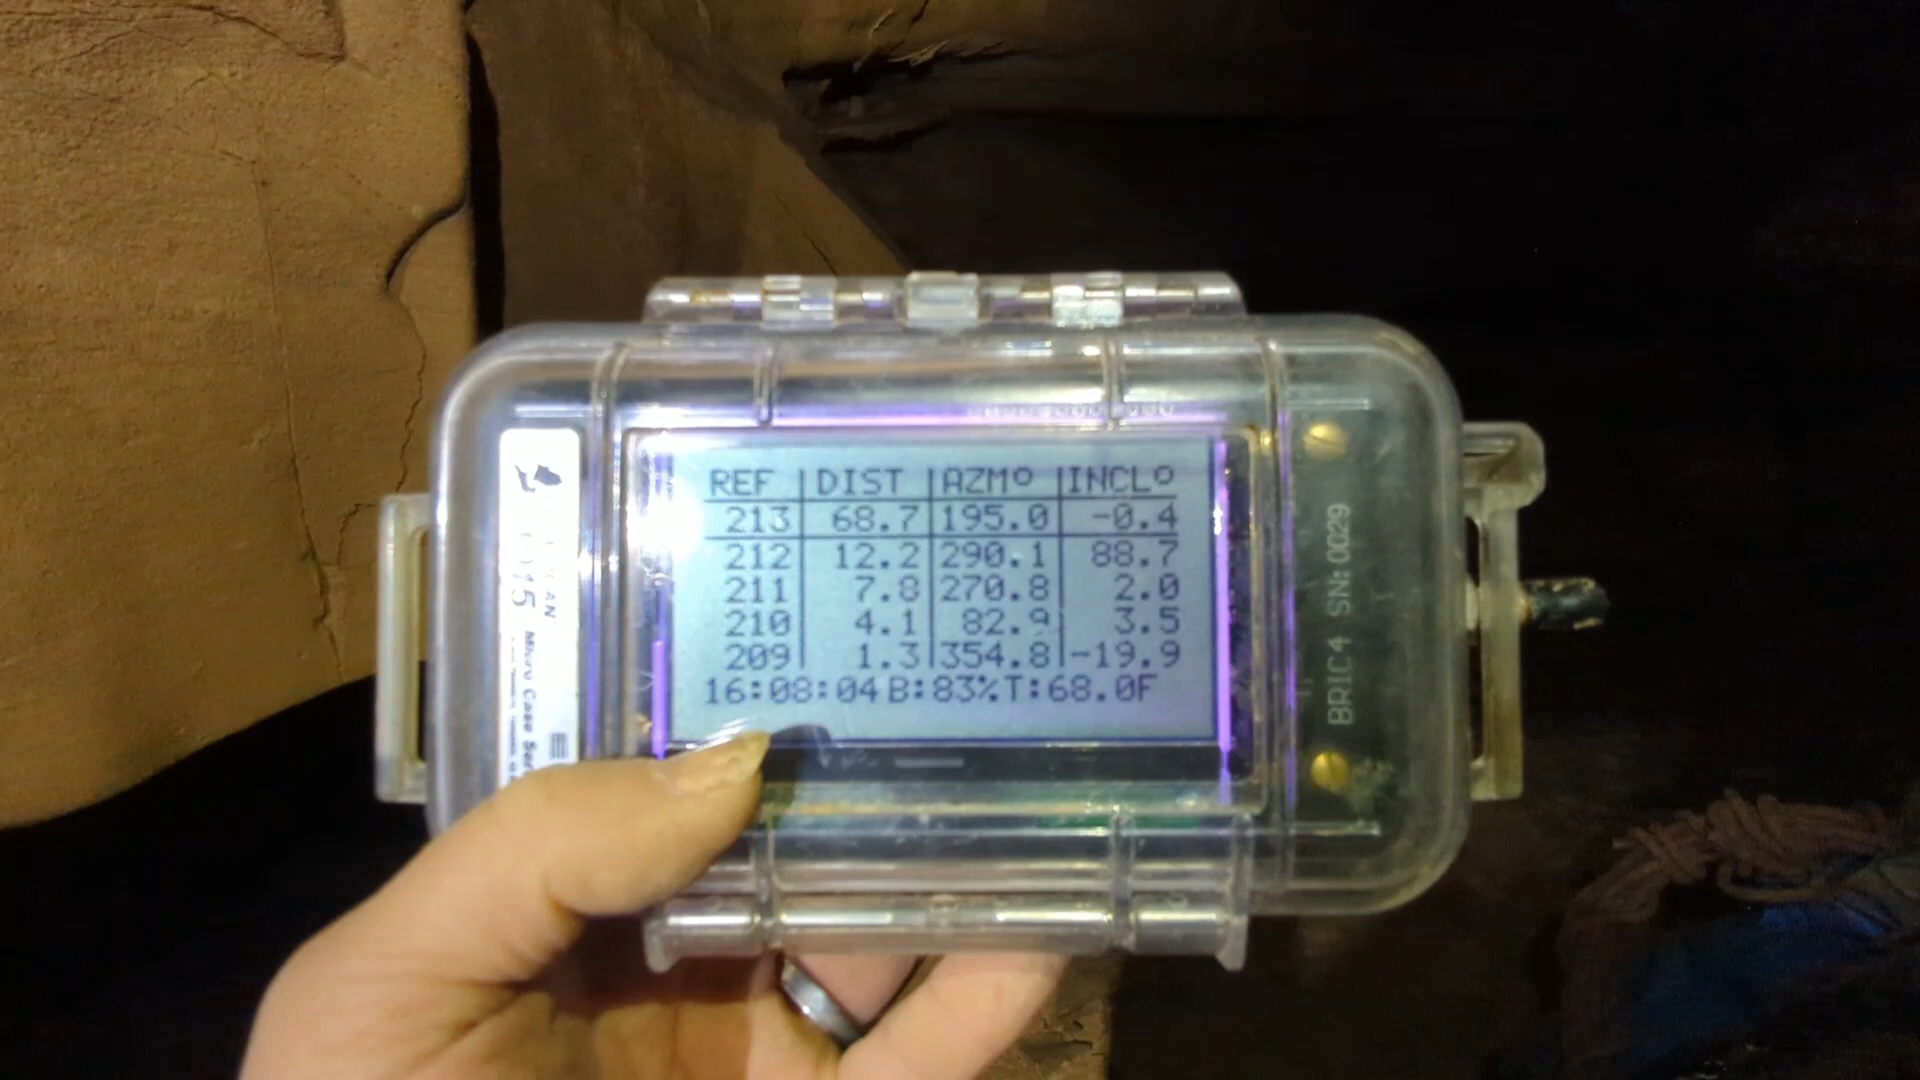 REF DIST AZM° INCL°
213 68.7 195.0 -0.4
212 12.2 290.1 88.7
211 7.8 270.8 2.0
210 4.1 82.9 3.5
209 1.3 354.8 -19.9
16:08:04 B:83% T:68.0F
BRIC4 SN:0029
1015 Micro Case